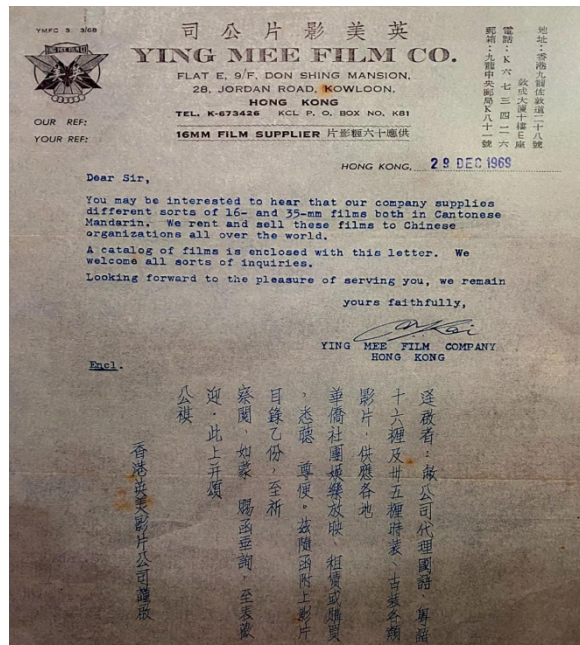 YMFC 3. 3/68
司公片影美英
YING MEE FILM CO.
FLAT E, 9/F, DON SHING MANSION,
28, JORDAN ROAD, KOWLOON,
HONG KONG
TEL. K-673426 KCL P. O. BOX NO. K81
16MM FILM SUPPLIER 片影厘六十應供
地址：香港九龍佐敦道二十八號
敦成大廈十樓E座
電話：K六七三四二六
郵箱：九龍中央郵局K八十一號
OUR REF:
YOUR REF:
HONG KONG, 29 DEC 1969
Dear Sir,
You may be interested to hear that our company supplies
different sorts of 16- and 35-mm films both in Cantonese
Mandarin. We rent and sell these films to Chinese
organizations all over the world.
A catalog of films is enclosed with this letter. We
welcome all sorts of inquiries.
Looking forward to the pleasure of serving you, we remain
yours faithfully,
YING MEE FILM COMPANY
HONG KONG
Encl.
逕啟者：敝公司代理國語、粵語
十六糎及卅五糎時裝、古裝各類
影片，供應各地
華僑社團娛樂放映、租賃或購買
，悉聽 尊便。茲隨函附上影片
目錄乙份，至祈
察閱，如蒙 賜函垂詢，至表歡
迎。此上并頌
公祺
香港英美影片公司謹啟